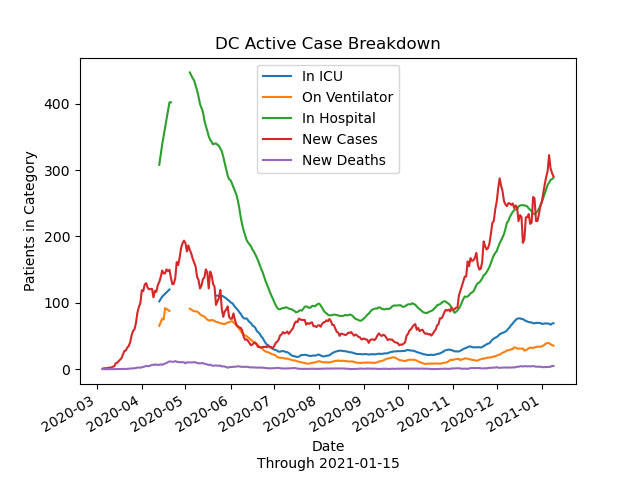 DC Active Case Breakdown
In ICU
On Ventilator
In Hospital
New Cases
New Deaths
Patients in Category
400
300
200
100
0
2020-03
2020-04
2020-05
2020-06
2020-07
2020-08
2020-09
2020-10
2020-11
2020-12
2021-01
Date
Through 2021-01-15